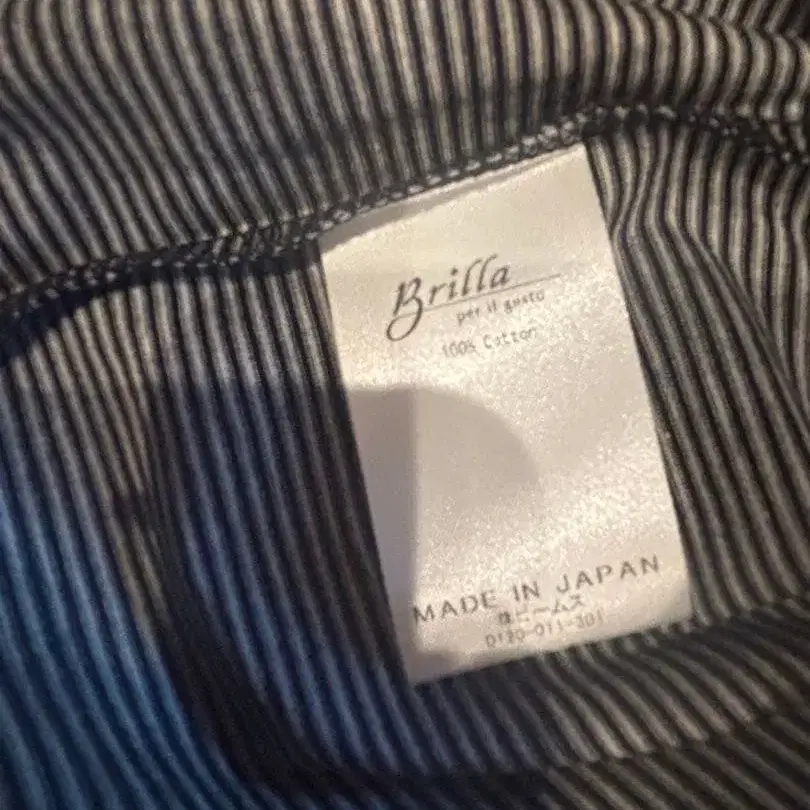 Brilla
per il gusto
100% Cotton
MADE IN JAPAN
㈱ビームス
0120-011-301